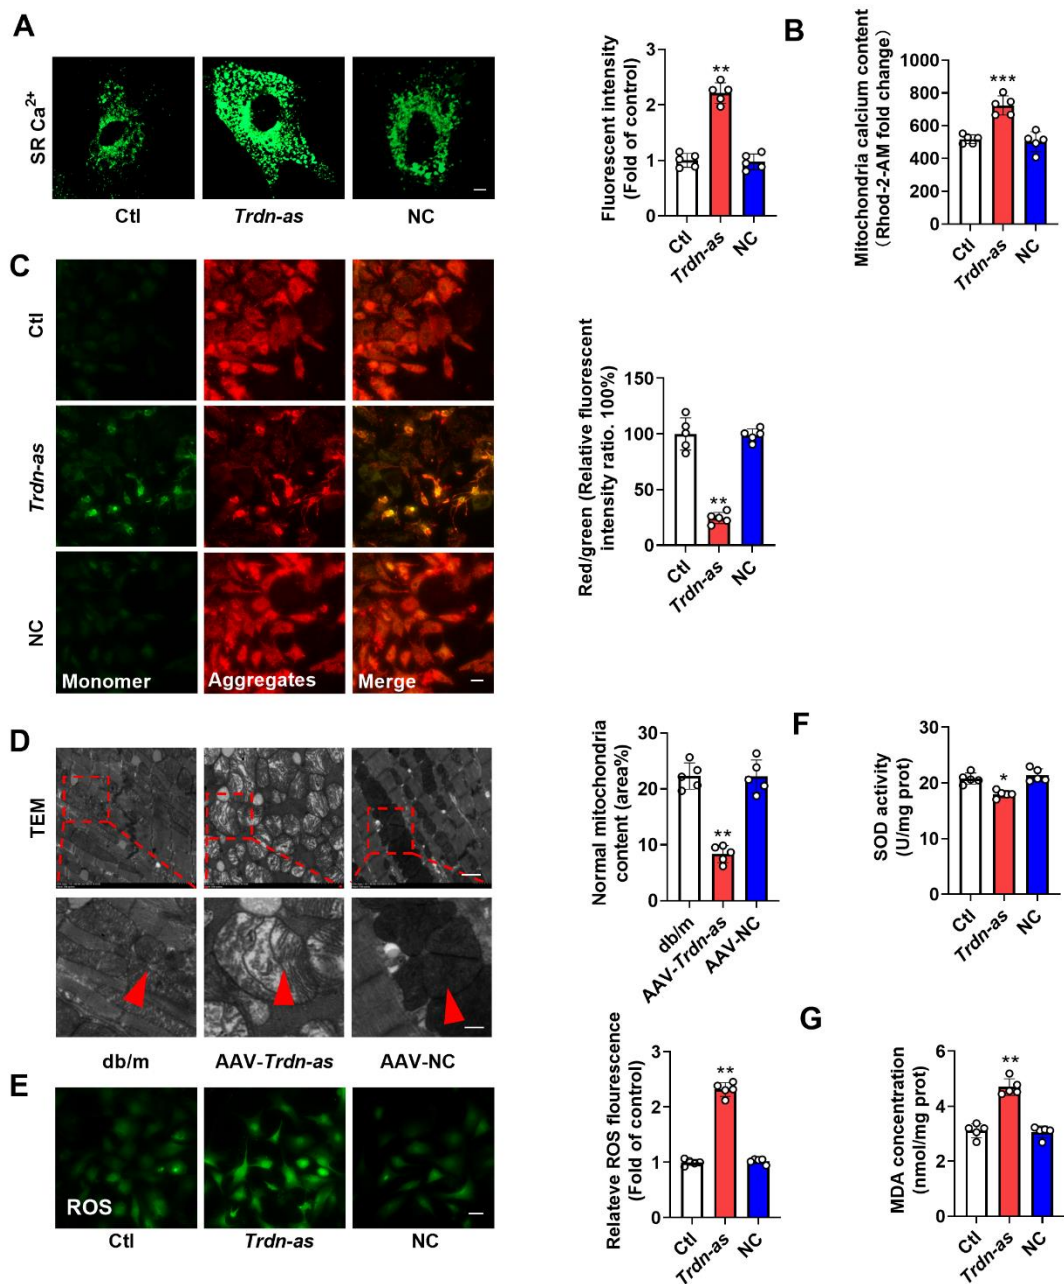 A
SR Ca2+
Ctl
Trdn-as
NC
Fluorescent intensity
(Fold of control)
3
2
1
0
**
Ctl
Trdn-as
NC
B
Mitochondria calcium content
（Rhod-2-AM fold change）
1000
800
600
400
200
0
***
Ctl
Trdn-as
NC
C
Ctl
Trdn-as
NC
Monomer
Aggregates
Merge
Red/green (Relative fluorescent
intensity ratio. 100%)
150
100
50
0
**
Ctl
Trdn-as
NC
D
TEM
db/m
AAV-Trdn-as
AAV-NC
Normal mitochondria
content (area%)
30
20
10
0
**
db/m
AAV-Trdn-as
AAV-NC
F
SOD activity
(U/mg prot)
30
20
10
0
*
Ctl
Trdn-as
NC
E
ROS
Ctl
Trdn-as
NC
Relateve ROS flourescence
(Fold of control)
3
2
1
0
**
Ctl
Trdn-as
NC
G
MDA concentration
(nmol/mg prot)
6
4
2
0
**
Ctl
Trdn-as
NC